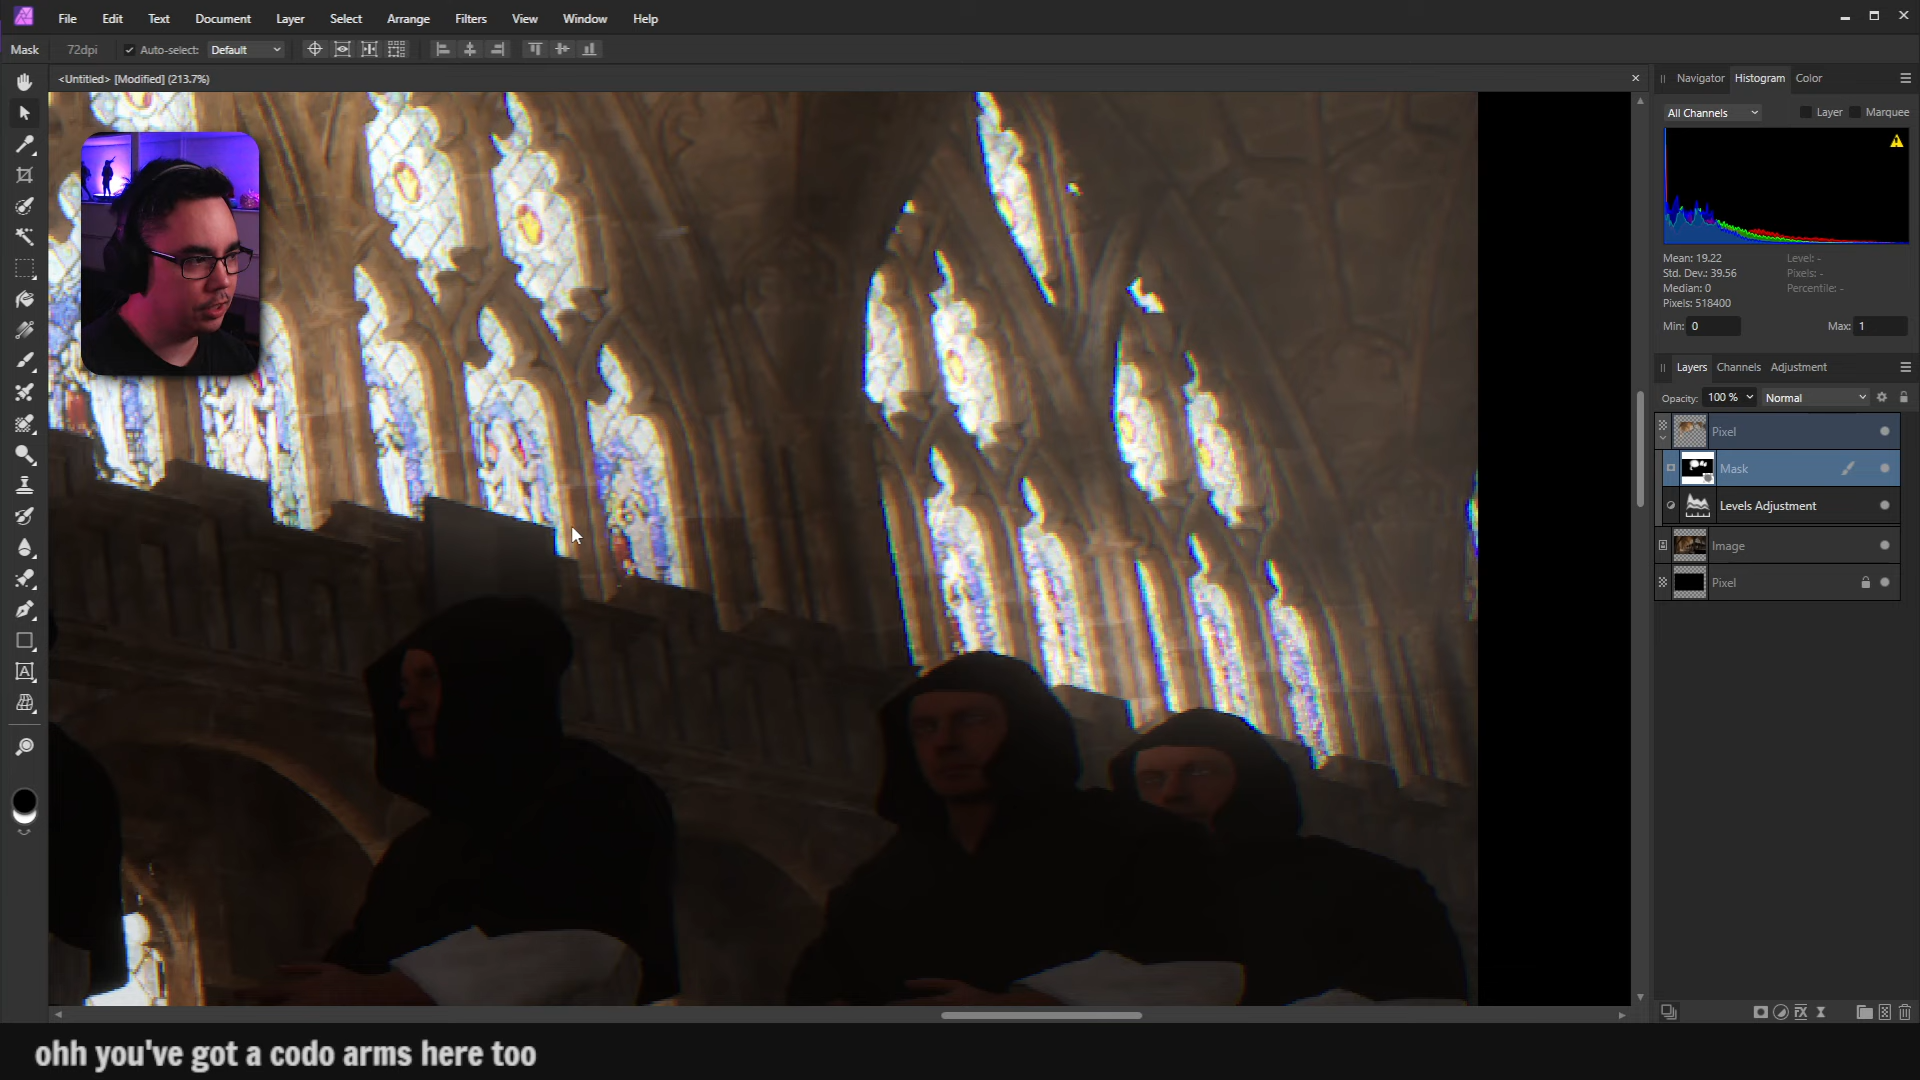 File Edit Text Document Layer Select Arrange Filters View Window Help
Mask 72dpi Auto-select: Default
<Untitled> [Modified] (213.7%)
Navigator Histogram Color
All Channels Layer Marquee
Mean: 19.22 Level: -
Std. Dev.: 39.56 Pixels: -
Median: 0 Percentile: -
Pixels: 518400
Min: 0 Max: 1
Layers Channels Adjustment
Opacity: 100 % Normal
Pixel
Mask
Levels Adjustment
Image
Pixel
ohh you've got a codo arms here too